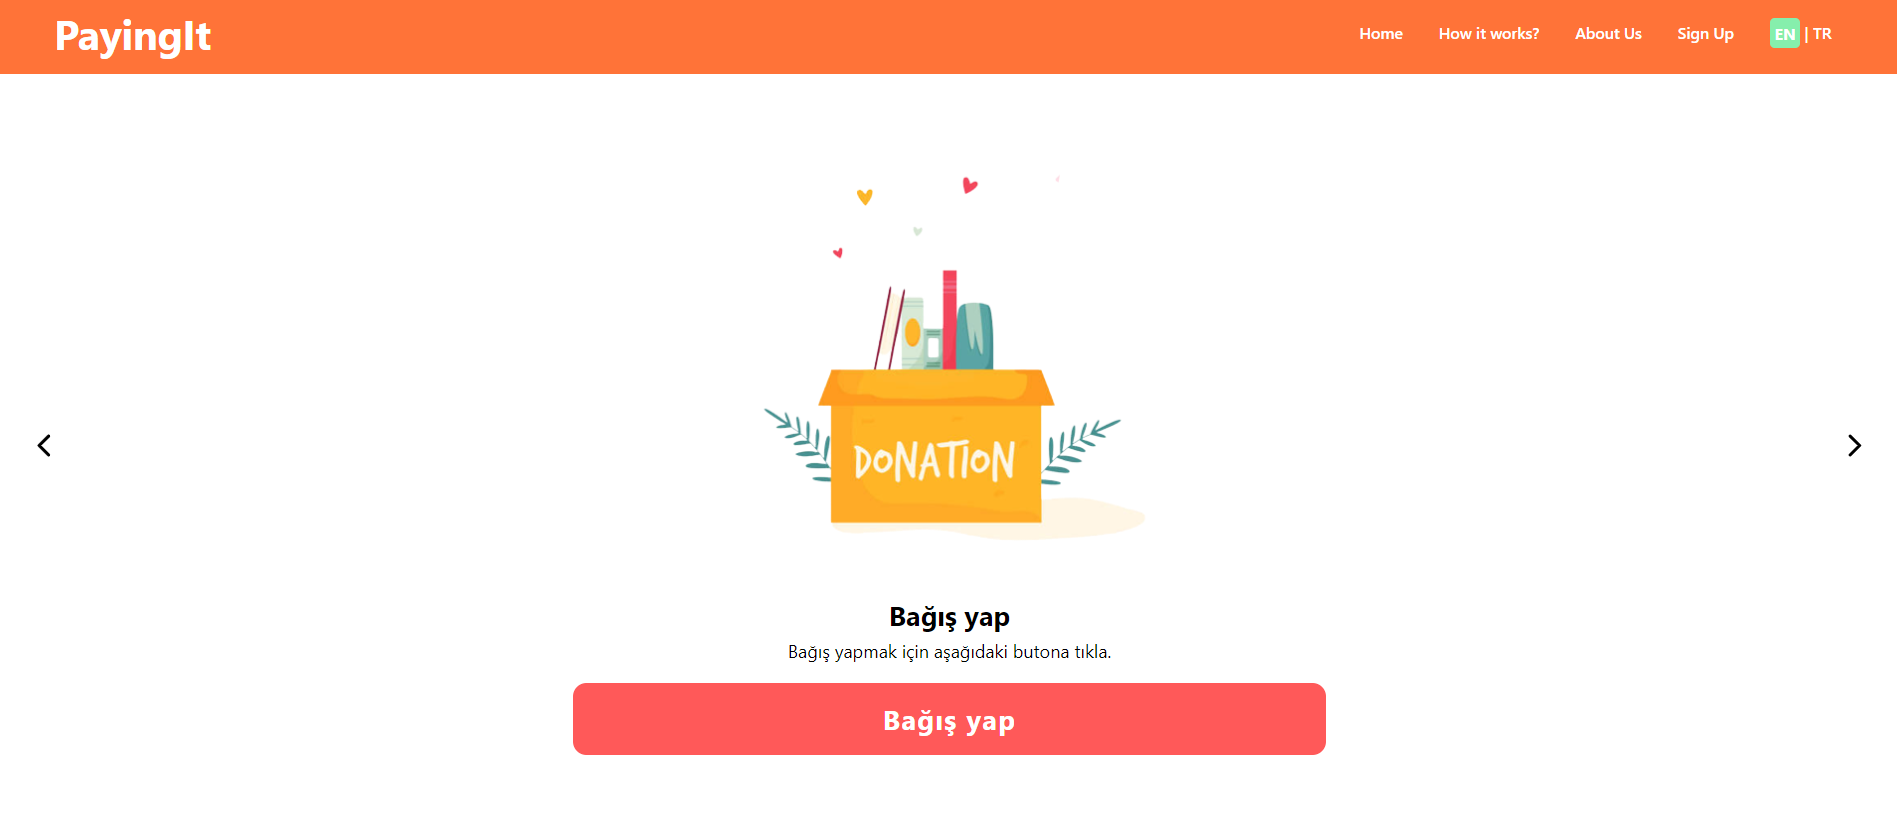 PayingIt
Home How it works? About Us Sign Up EN | TR
DONATION
Bağış yap
Bağış yapmak için aşağıdaki butona tıkla.
Bağış yap